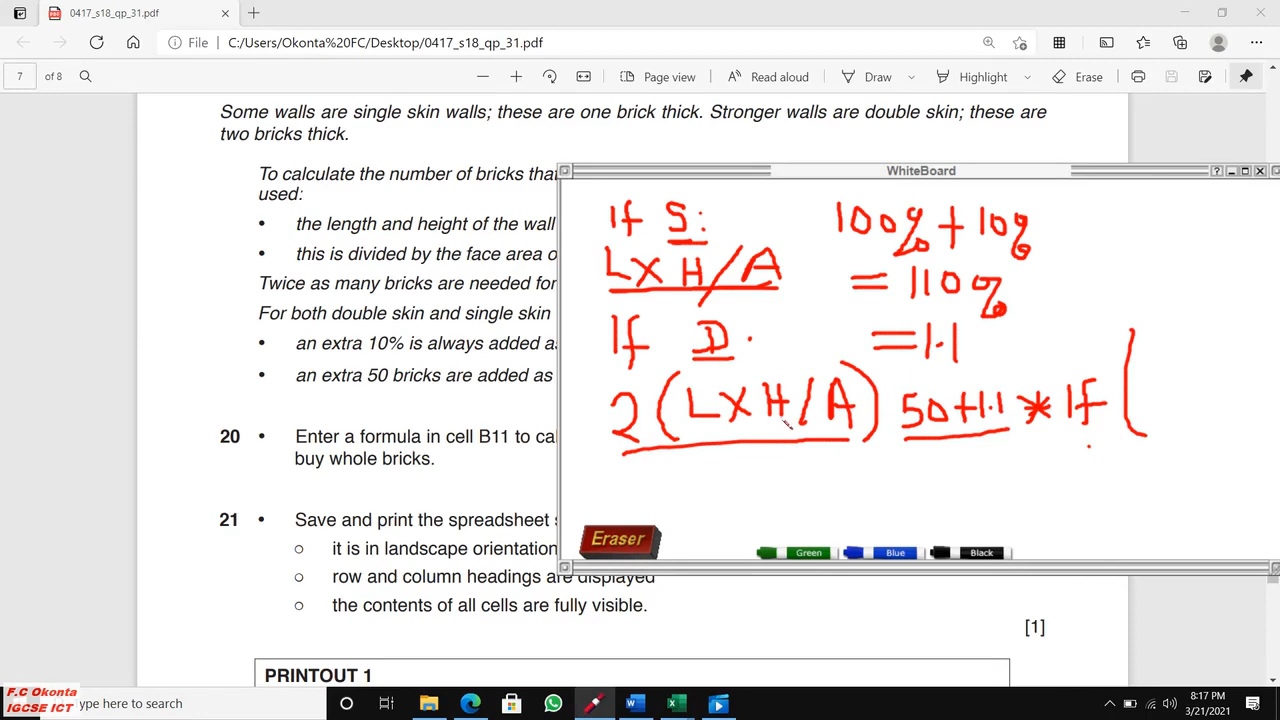 0417_s18_qp_31.pdf
File
C:/Users/Okonta%20FC/Desktop/0417_s18_qp_31.pdf
7 of 8
Page view
Read aloud
Draw
Highlight
Erase
Some walls are single skin walls; these are one brick thick. Stronger walls are double skin; these are
two bricks thick.
To calculate the number of bricks that
used:
• the length and height of the wall
• this is divided by the face area o
Twice as many bricks are needed for
For both double skin and single skin
• an extra 10% is always added as
• an extra 50 bricks are added as
20 • Enter a formula in cell B11 to cal
buy whole bricks.
21 • Save and print the spreadsheet s
○ it is in landscape orientation
○ row and column headings are displayed
○ the contents of all cells are fully visible.
[1]
PRINTOUT 1
WhiteBoard
If S: 100% + 10%
L X H / A = 110%
If D. = 1.1
2 (L X H / A) 50+1.1 * If (
Eraser
Green
Blue
Black
F.C Okonta
IGCSE ICT
ype here to search
8:17 PM
3/21/2021